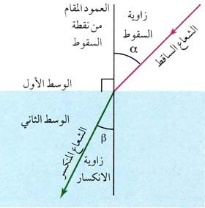 العمود المقام
من نقطة
السقوط
زاوية
السقوط
α
الشعاع الساقط
الوسط الأول
الوسط الثاني
الشعاع المنكسر
β
زاوية
الانكسار